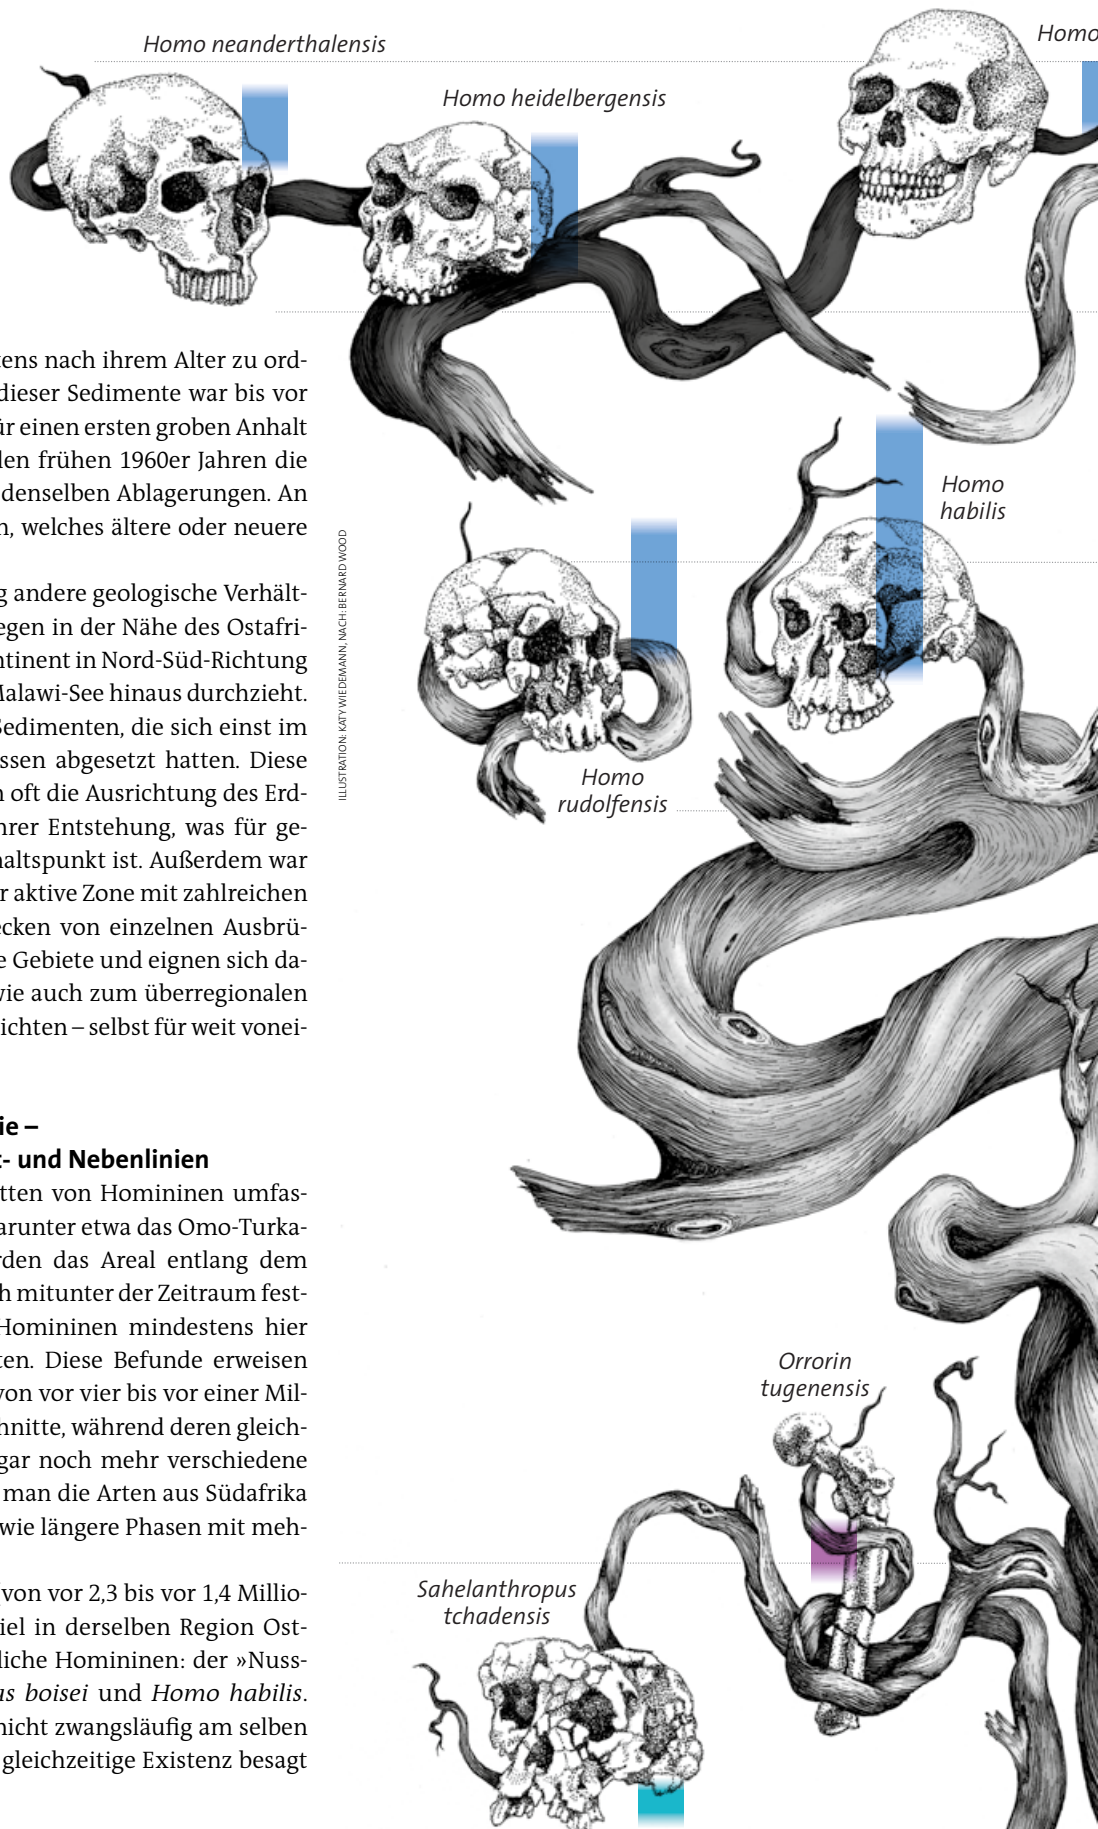 Homo neanderthalensis
Homo heidelbergensis
Homo
tens nach ihrem Alter zu ord-
dieser Sedimente war bis vor
ür einen ersten groben Anhalt
len frühen 1960er Jahren die
denselben Ablagerungen. An
n, welches ältere oder neuere
g andere geologische Verhält-
egen in der Nähe des Ostafri-
ntinent in Nord-Süd-Richtung
Malawi-See hinaus durchzieht.
Sedimenten, die sich einst im
ssen abgesetzt hatten. Diese
n oft die Ausrichtung des Erd-
hrer Entstehung, was für ge-
haltspunkt ist. Außerdem war
r aktive Zone mit zahlreichen
ecken von einzelnen Ausbrü-
e Gebiete und eignen sich da-
wie auch zum überregionalen
ichten – selbst für weit vonei-
ie –
t- und Nebenlinien
tten von Homininen umfas-
arunter etwa das Omo-Turka-
rden das Areal entlang dem
h mitunter der Zeitraum fest-
Homininen mindestens hier
ten. Diese Befunde erweisen
von vor vier bis vor einer Mil-
hnitte, während deren gleich-
gar noch mehr verschiedene
man die Arten aus Südafrika
wie längere Phasen mit meh-
von vor 2,3 bis vor 1,4 Millio-
iel in derselben Region Ost-
liche Homininen: der »Nuss-
us boisei und Homo habilis.
nicht zwangsläufig am selben
gleichzeitige Existenz besagt
ILLUSTRATION: KATY WIEDEMANN, NACH: BERNARD WOOD
Homo
habilis
Homo
rudolfensis
Orrorin
tugenensis
Sahelanthropus
tchadensis